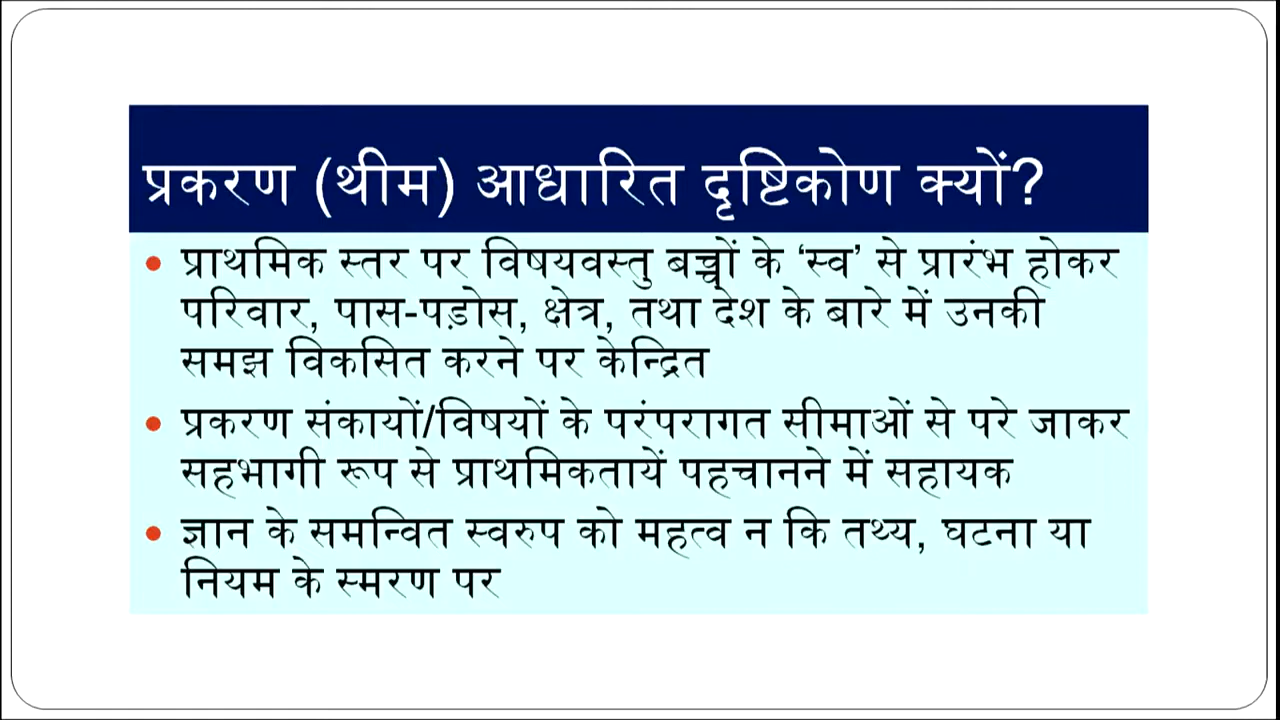 प्रकरण (थीम) आधारित दृष्टिकोण क्यों?
• प्राथमिक स्तर पर विषयवस्तु बच्चों के ‘स्व’ से प्रारंभ होकर
परिवार, पास-पड़ोस, क्षेत्र, तथा देश के बारे में उनकी
समझ विकसित करने पर केन्द्रित
• प्रकरण संकायों/विषयों के परंपरागत सीमाओं से परे जाकर
सहभागी रूप से प्राथमिकतायें पहचानने में सहायक
• ज्ञान के समन्वित स्वरुप को महत्व न कि तथ्य, घटना या
नियम के स्मरण पर